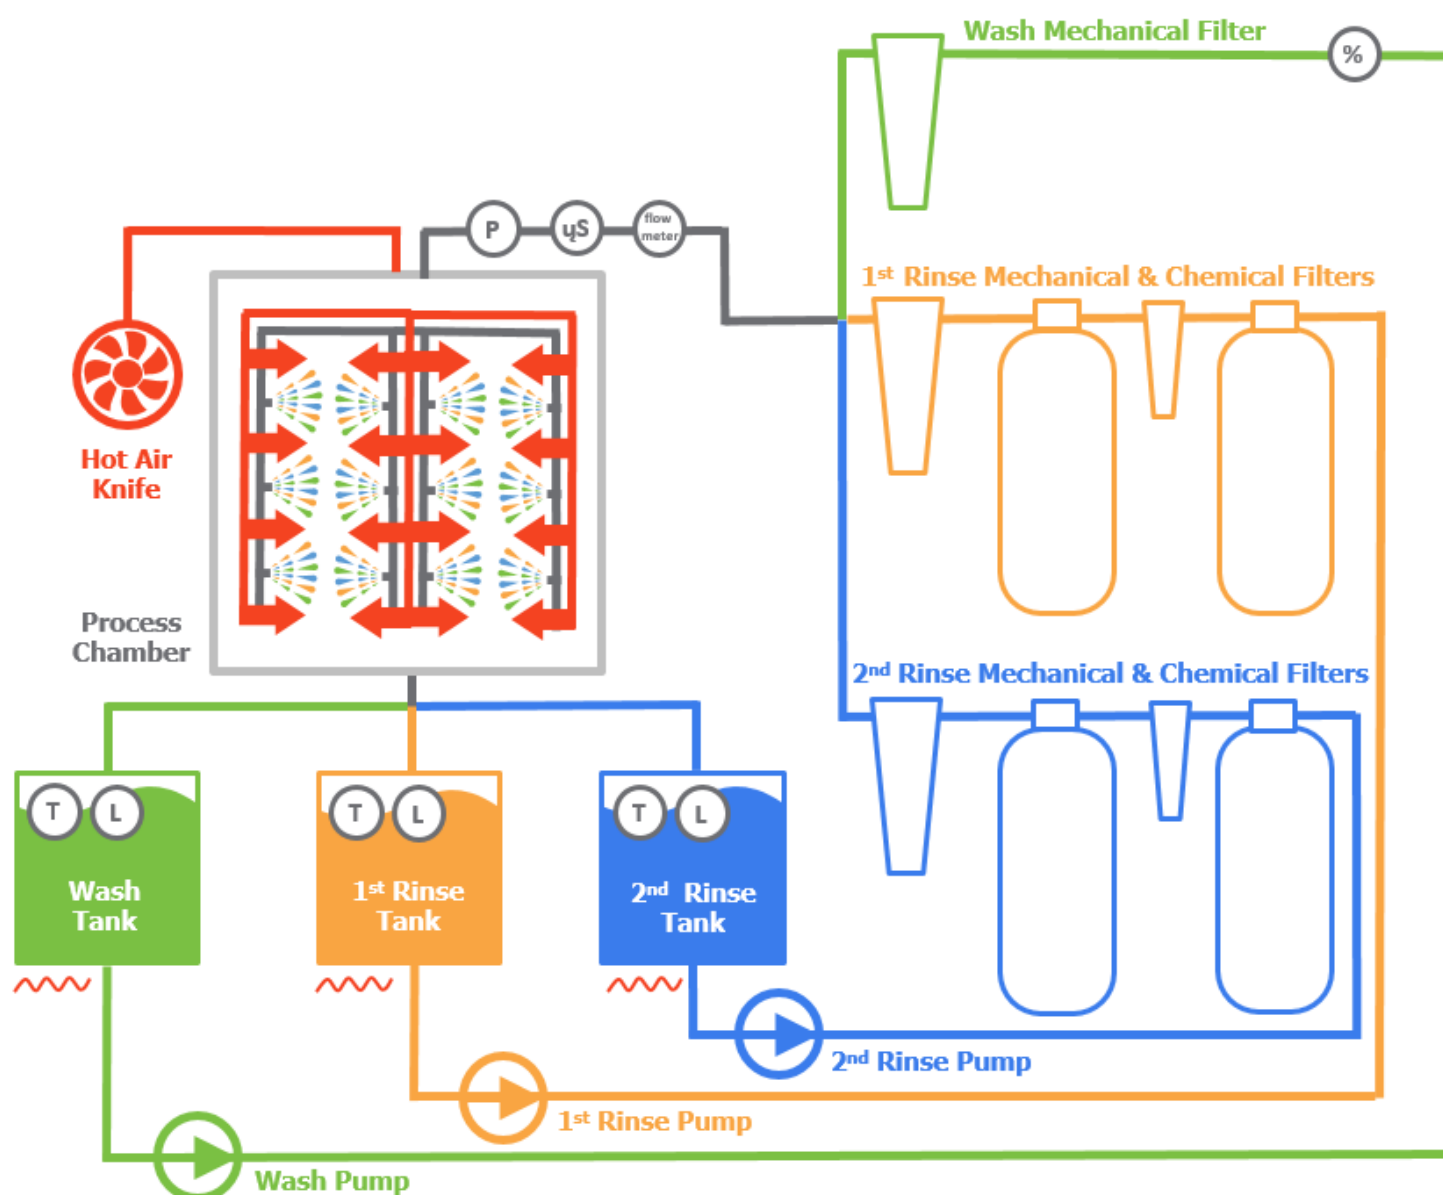 Wash Mechanical Filter
%
P
ųS
flow
meter
1st Rinse Mechanical & Chemical Filters
Hot Air
Knife
Process
Chamber
2nd Rinse Mechanical & Chemical Filters
T L
T L
T L
Wash
Tank
1st Rinse
Tank
2nd Rinse
Tank
2nd Rinse Pump
1st Rinse Pump
Wash Pump